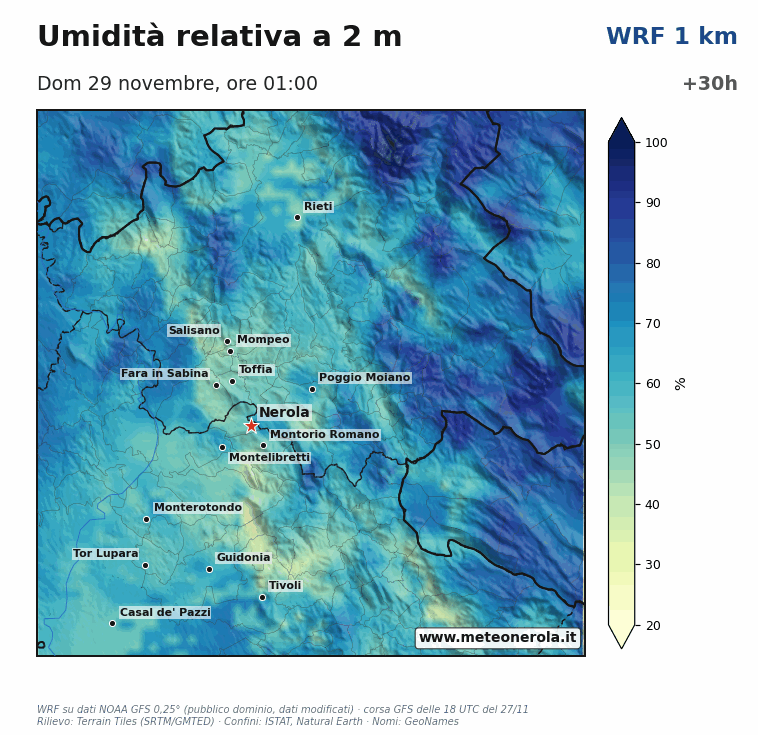 Umidità relativa a 2 m
WRF 1 km
Dom 29 novembre, ore 01:00
+30h
Rieti
Salisano
Mompeo
Toffia
Fara in Sabina
Poggio Moiano
Nerola
Montorio Romano
Montelibretti
Monterotondo
Tor Lupara
Guidonia
Tivoli
Casal de' Pazzi
www.meteonerola.it
100
90
80
70
60
50
40
30
20
%
WRF su dati NOAA GFS 0,25° (pubblico dominio, dati modificati) · corsa GFS delle 18 UTC del 27/11
Rilievo: Terrain Tiles (SRTM/GMTED) · Confini: ISTAT, Natural Earth · Nomi: GeoNames